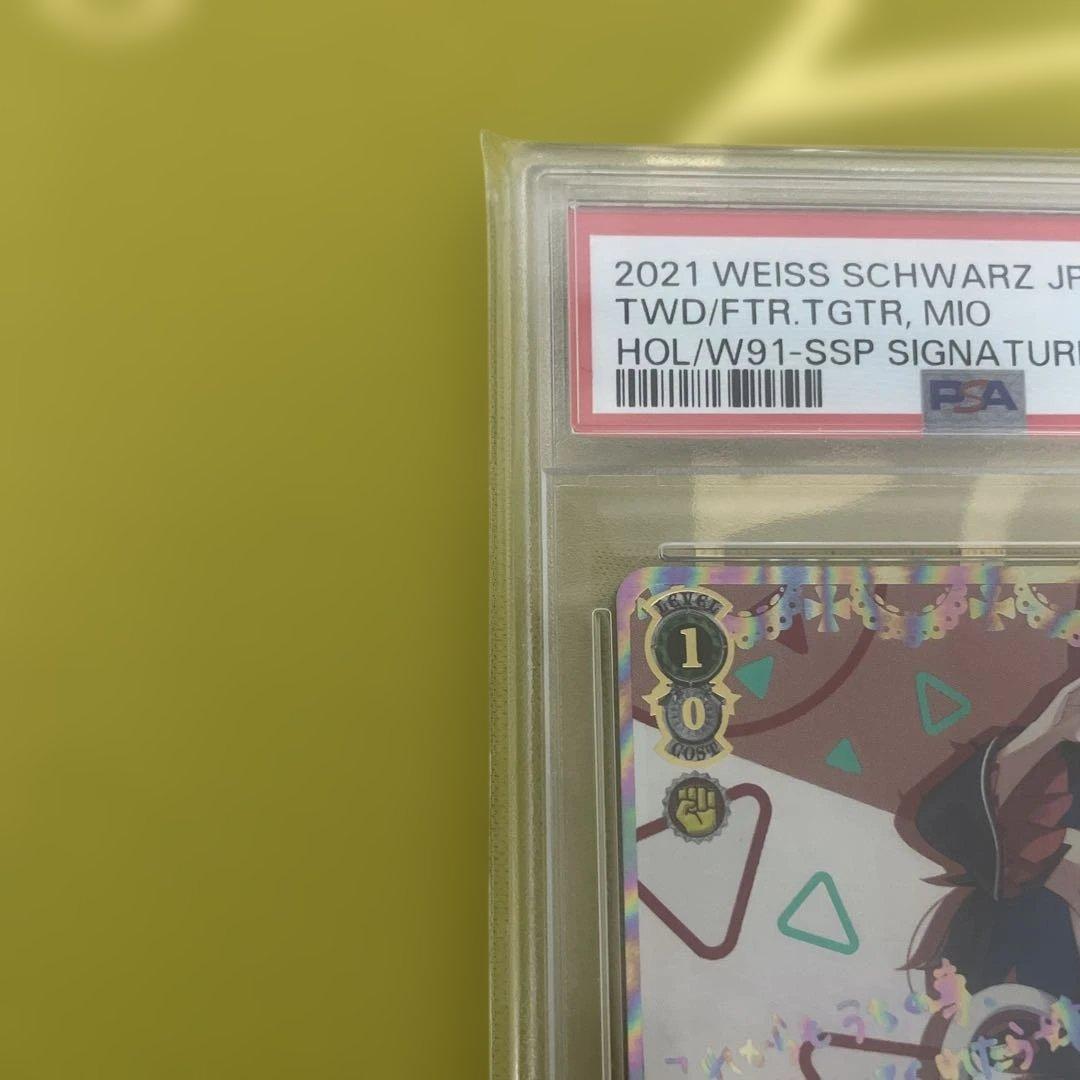 2021 WEISS SCHWARZ JP
TWD/FTR.TGTR, MIO
HOL/W91-SSP SIGNATURE
PSA
LEVEL
1
0
COST